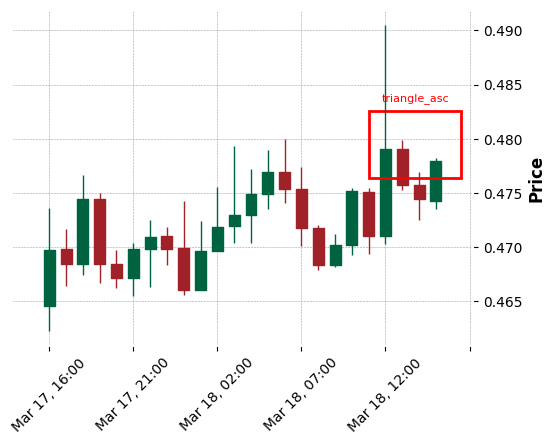 0.490
0.485
triangle_asc
0.480
0.475
0.470
0.465
Price
Mar 17, 16:00
Mar 17, 21:00
Mar 18, 02:00
Mar 18, 07:00
Mar 18, 12:00